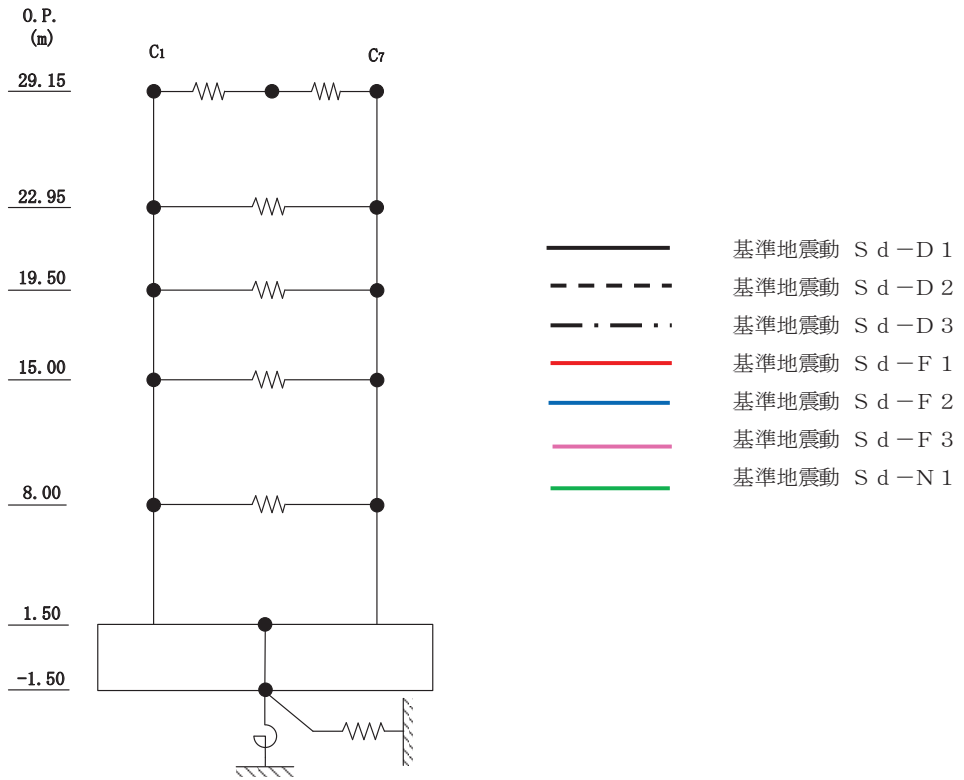 O.P.
(m)
C1
C7
29.15
22.95
19.50
15.00
8.00
1.50
-1.50
基準地震動 Ｓｄ－Ｄ１
基準地震動 Ｓｄ－Ｄ２
基準地震動 Ｓｄ－Ｄ３
基準地震動 Ｓｄ－Ｆ１
基準地震動 Ｓｄ－Ｆ２
基準地震動 Ｓｄ－Ｆ３
基準地震動 Ｓｄ－Ｎ１